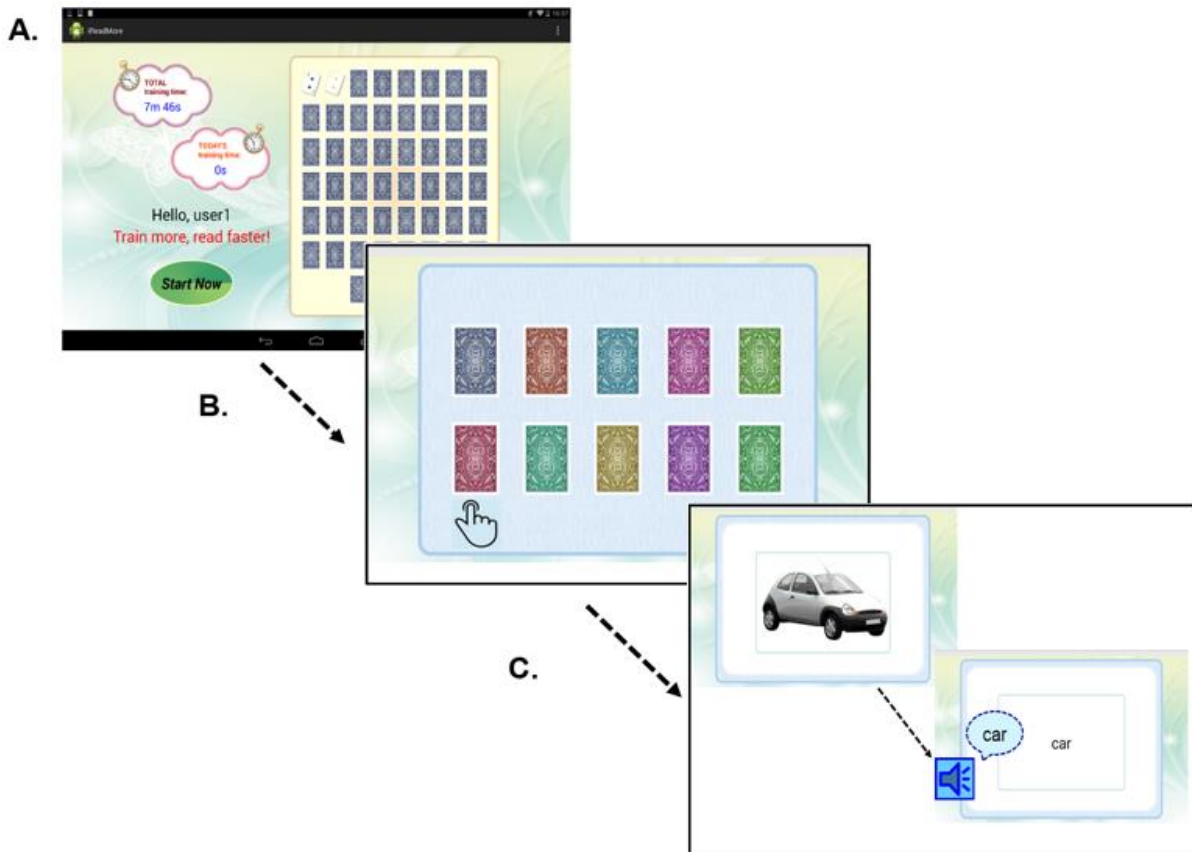 A.
iReadMore
TOTAL
training time:
7m 46s
TODAY'S
training time:
0s
Hello, user1
Train more, read faster!
Start Now
B.
C.
car
car